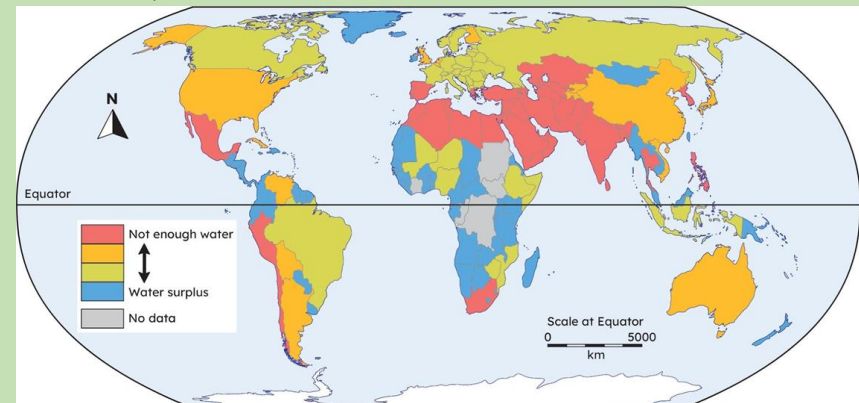 N
Equator
Not enough water
Water surplus
No data
Scale at Equator
0 5000
km